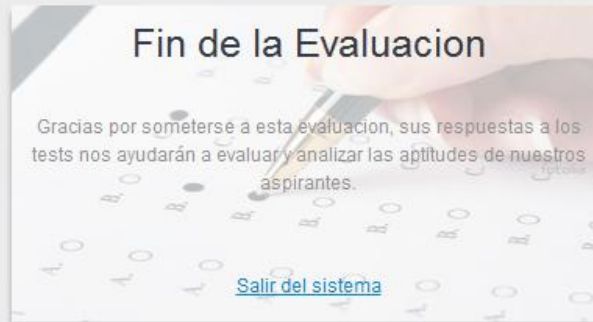 Fin de la Evaluacion
Gracias por someterse a esta evaluacion, sus respuestas a los
tests nos ayudarán a evaluar y analizar las aptitudes de nuestros
aspirantes.
fotolia
B. O
B. O
B. O
B. O
A. O
A. O
A. O
Salir del sistema